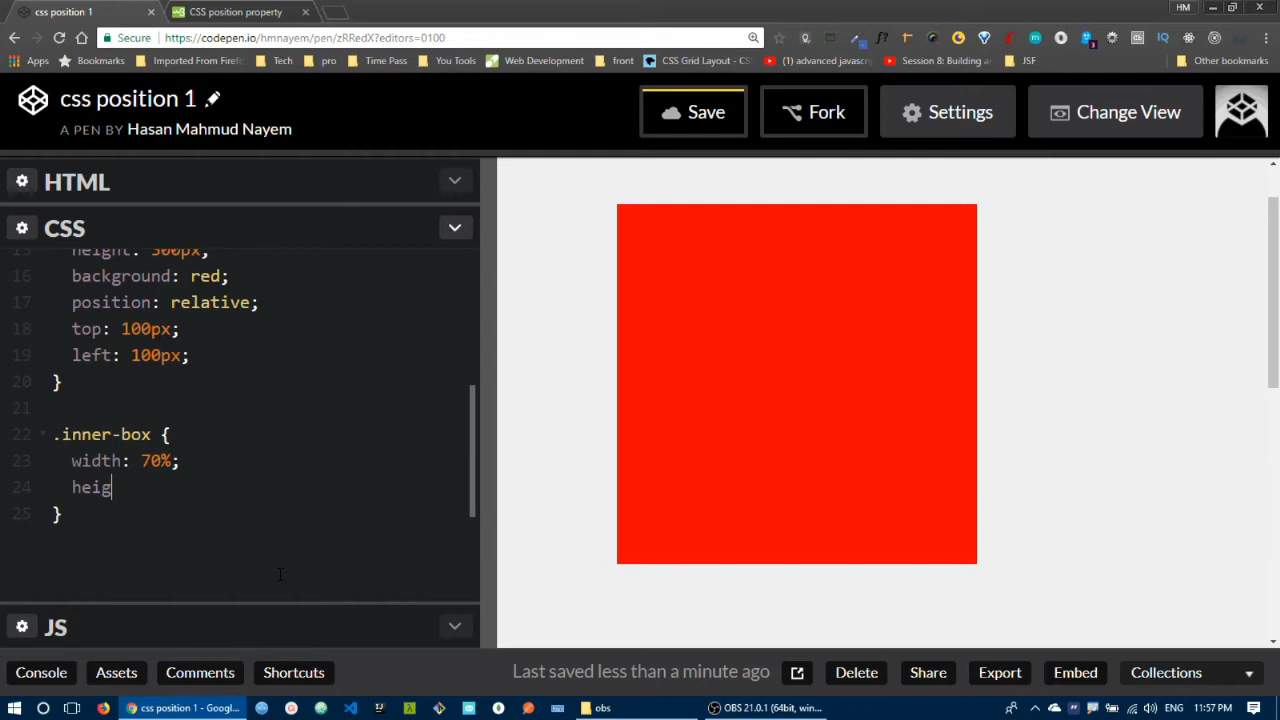 css position 1
CSS position property
HM
Secure
https://codepen.io/hmnayem/pen/zRRedX?editors=0100
Apps
Bookmarks
Imported From Firef
Tech
pro
Time Pass
You Tools
Web Development
front
CSS Grid Layout - CS
(1) advanced javascr
Session 8: Building a
JSF
Other bookmarks
css position 1
A PEN BY Hasan Mahmud Nayem
Save
Fork
Settings
Change View
HTML
CSS
15 height: 300px;
16 background: red;
17 position: relative;
18 top: 100px;
19 left: 100px;
20 }
21
22 .inner-box {
23 width: 70%;
24 heig
25 }
JS
Console
Assets
Comments
Shortcuts
Last saved less than a minute ago
Delete
Share
Export
Embed
Collections
css position 1 - Googl...
obs
OBS 21.0.1 (64bit, win...
ENG
11:57 PM